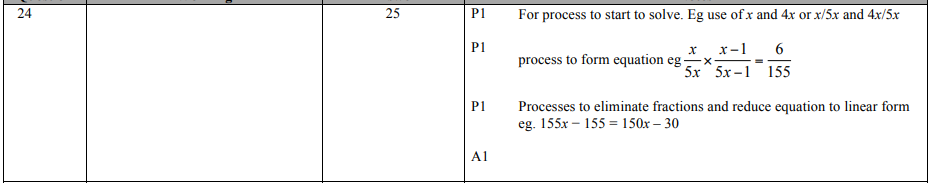 24
25
P1 For process to start to solve. Eg use of x and 4x or x/5x and 4x/5x
P1 process to form equation eg x/5x × (x − 1)/(5x − 1) = 6/155
P1 Processes to eliminate fractions and reduce equation to linear form
eg. 155x − 155 = 150x – 30
A1